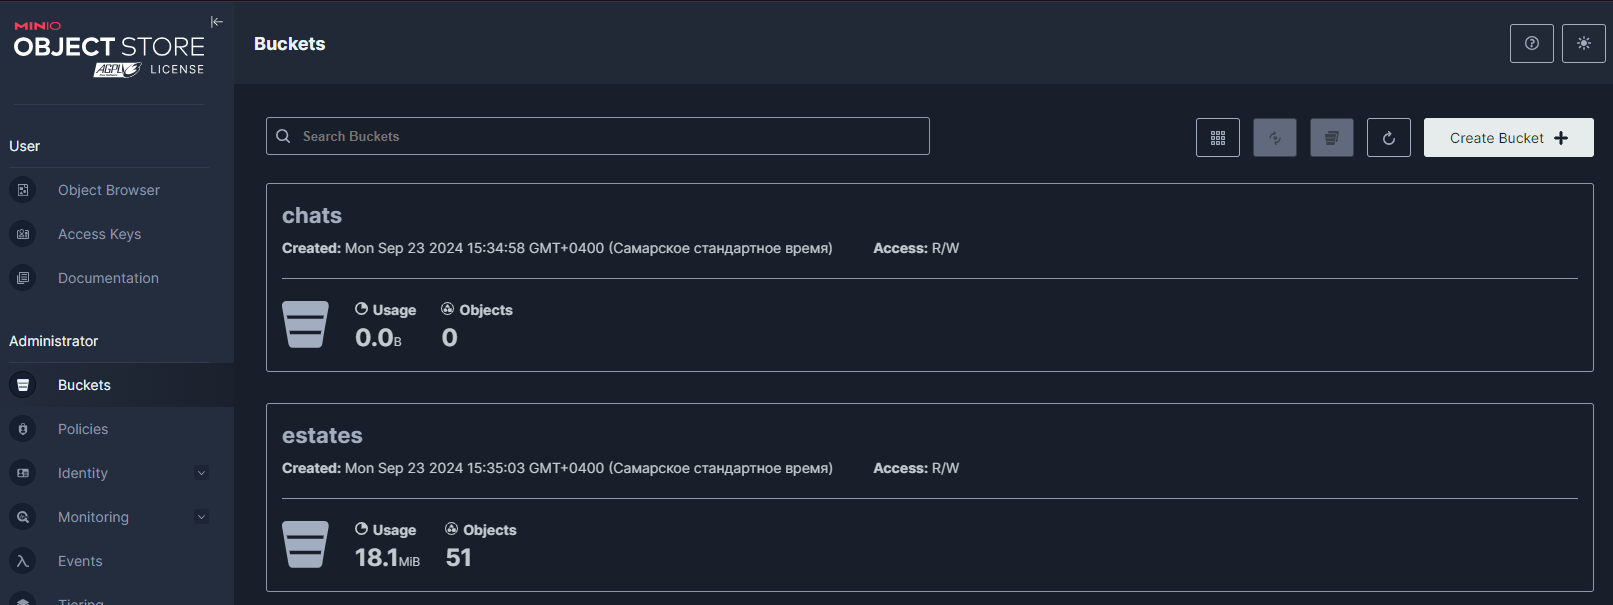 MINIO
OBJECT STORE
AGPL LICENSE
Buckets
User
Object Browser
Access Keys
Documentation
Administrator
Buckets
Policies
Identity
Monitoring
Events
Tiering
Search Buckets
Create Bucket
chats
Created: Mon Sep 23 2024 15:34:58 GMT+0400 (Самарское стандартное время) Access: R/W
Usage Objects
0.0B 0
estates
Created: Mon Sep 23 2024 15:35:03 GMT+0400 (Самарское стандартное время) Access: R/W
Usage Objects
18.1MiB 51